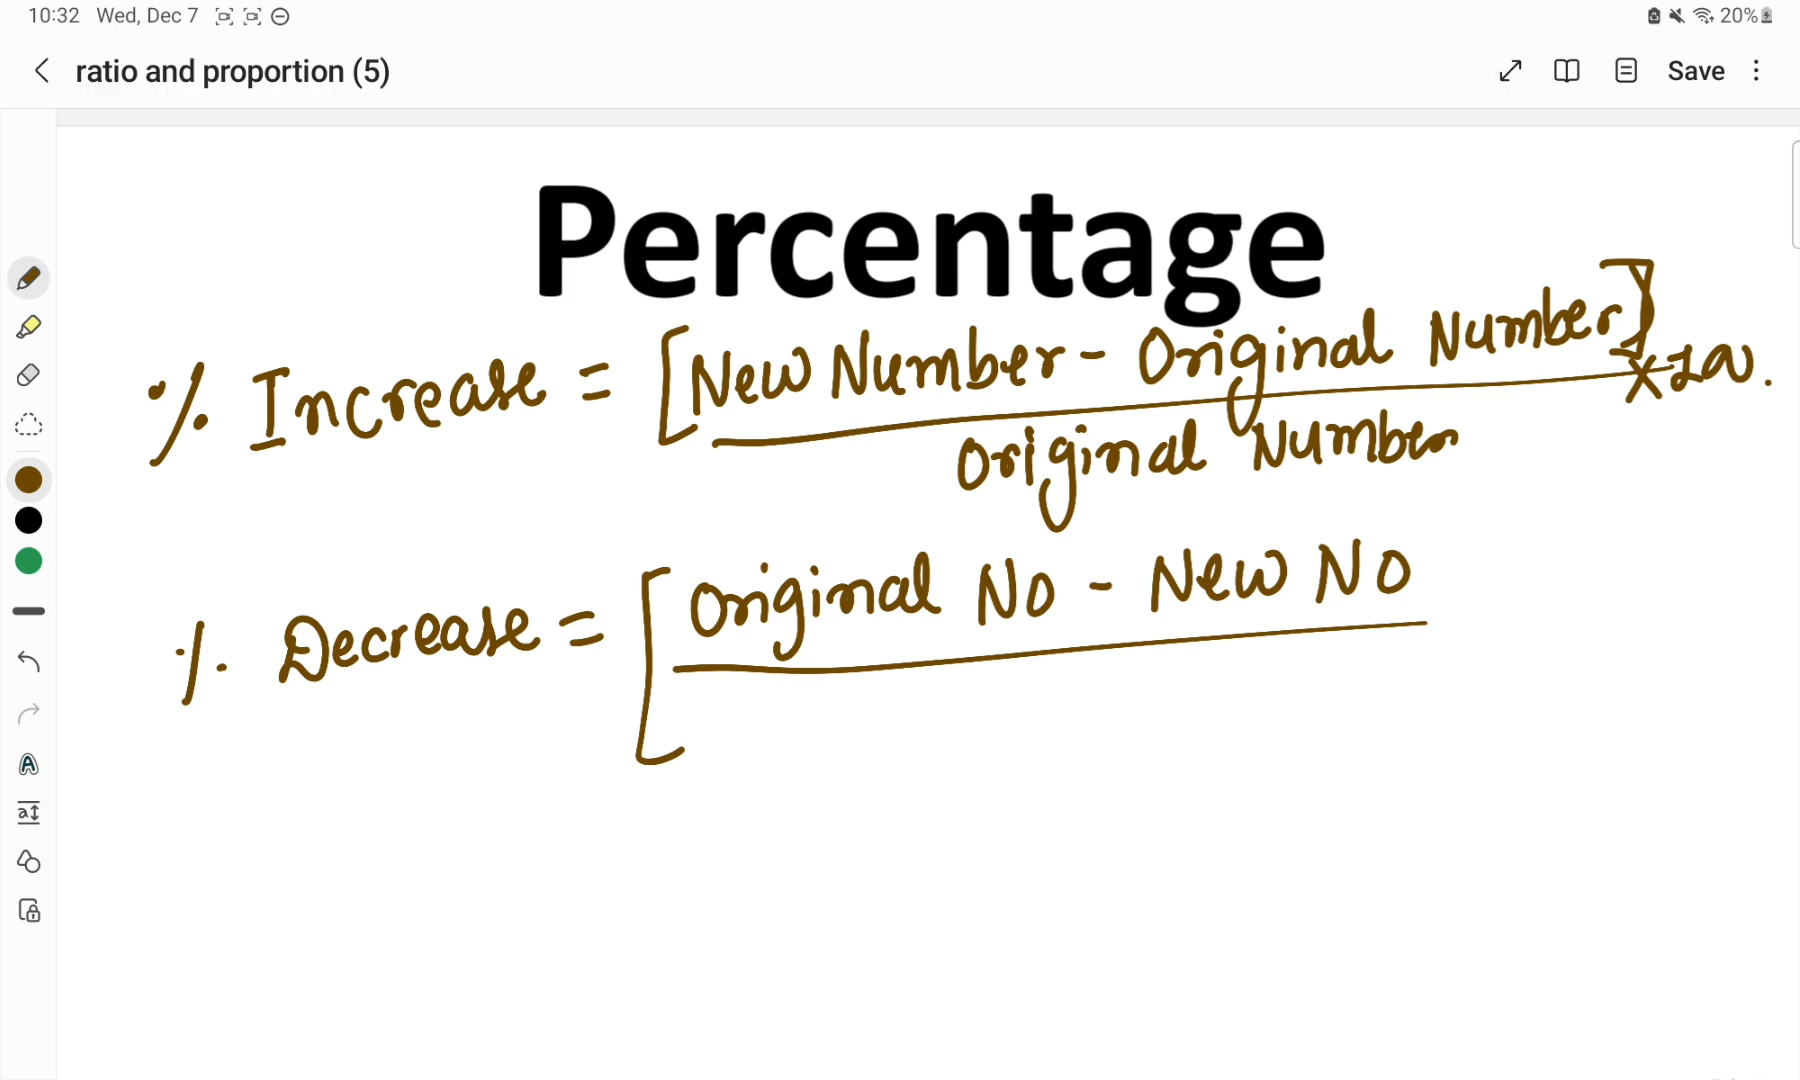 10:32 Wed, Dec 7 20%
ratio and proportion (5) Save
Percentage
% Increase = [New Number - Original Number] x 100.
Original Number
% Decrease = [Original No - New No